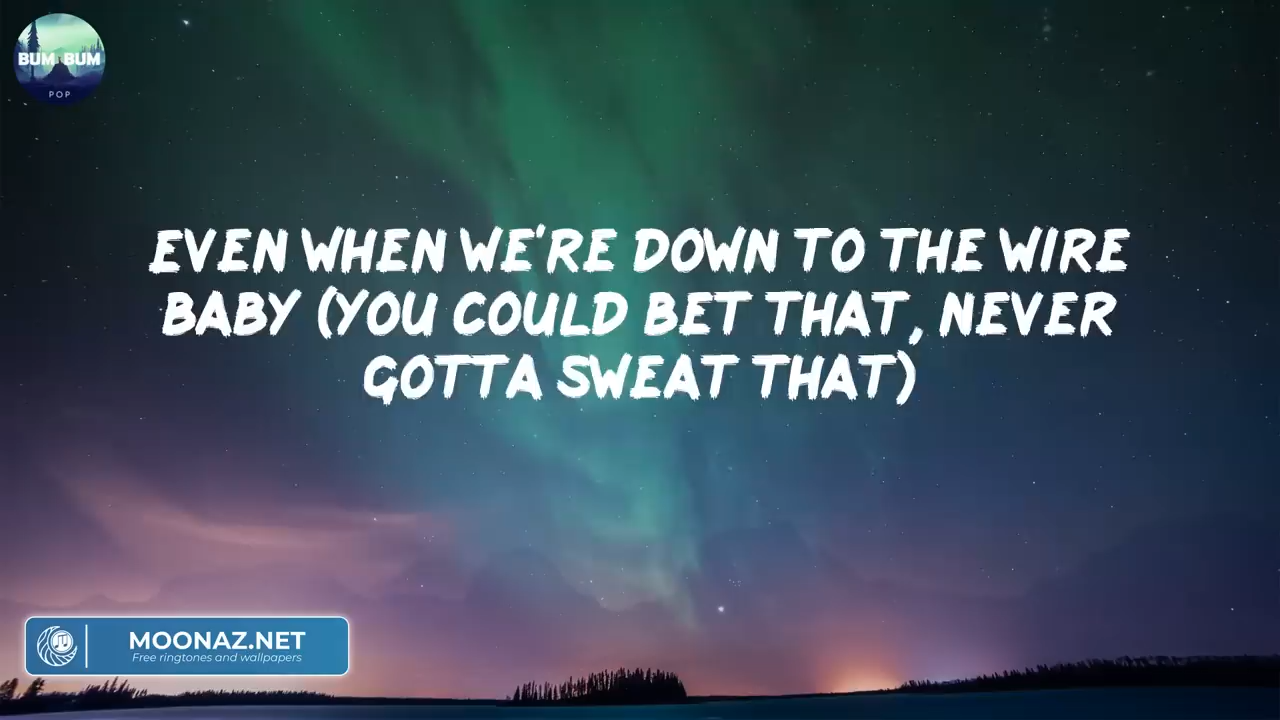 BUM BUM
POP
EVEN WHEN WE'RE DOWN TO THE WIRE
BABY (YOU COULD BET THAT, NEVER
GOTTA SWEAT THAT)
MOONAZ.NET
Free ringtones and wallpapers